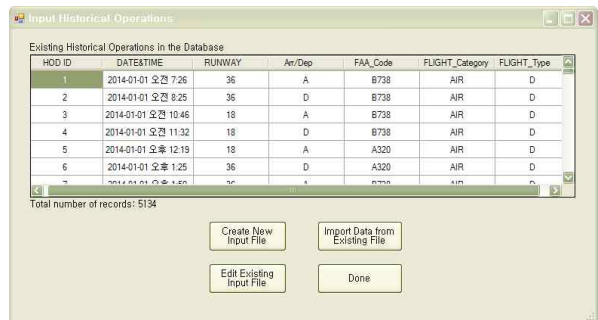 Input Historical Operations
Existing Historical Operations in the Database
HOD ID DATE&TIME RUNWAY Arr/Dep FAA_Code FLIGHT_Category FLIGHT_Type
1 2014-01-01 오전 7:26 36 A B738 AIR D
2 2014-01-01 오전 8:25 36 D B738 AIR D
3 2014-01-01 오전 10:46 18 A B738 AIR D
4 2014-01-01 오전 11:32 18 D B738 AIR D
5 2014-01-01 오후 12:19 18 A A320 AIR D
6 2014-01-01 오후 1:25 36 D A320 AIR D
Total number of records: 5134
Create New
Input File
Import Data from
Existing File
Edit Existing
Input File
Done